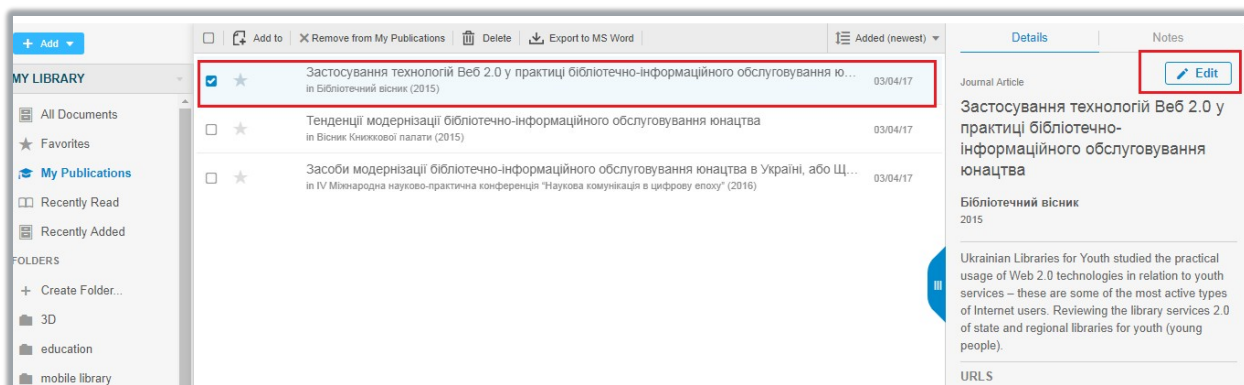 + Add
Add to
Remove from My Publications
Delete
Export to MS Word
Added (newest)
MY LIBRARY
All Documents
Favorites
My Publications
Recently Read
Recently Added
FOLDERS
+ Create Folder...
3D
education
mobile library
Застосування технологій Веб 2.0 у практиці бібліотечно-інформаційного обслуговування ю...
in Бібліотечний вісник (2015)
03/04/17
Тенденції модернізації бібліотечно-інформаційного обслуговування юнацтва
in Вісник Книжкової палати (2015)
03/04/17
Засоби модернізації бібліотечно-інформаційного обслуговування юнацтва в Україні, або Щ...
in IV Міжнародна науково-практична конференція "Наукова комунікація в цифрову епоху" (2016)
03/04/17
Details
Notes
Edit
Journal Article
Застосування технологій Веб 2.0 у
практиці бібліотечно-
інформаційного обслуговування
юнацтва
Бібліотечний вісник
2015
Ukrainian Libraries for Youth studied the practical
usage of Web 2.0 technologies in relation to youth
services – these are some of the most active types
of Internet users. Reviewing the library services 2.0
of state and regional libraries for youth (young
people).
URLS